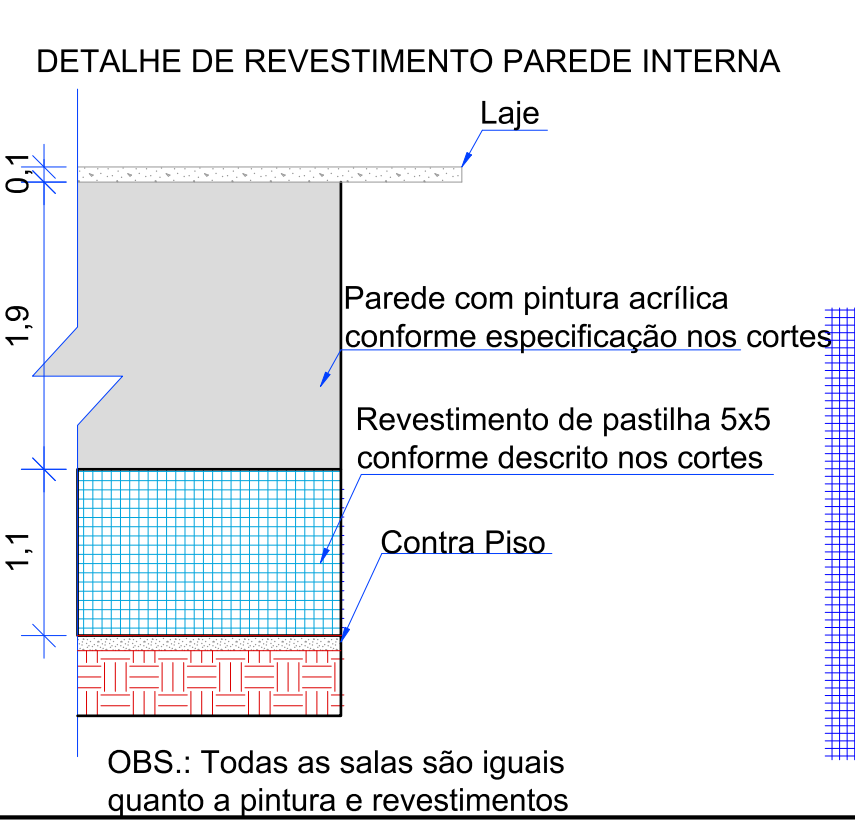 DETALHE DE REVESTIMENTO PAREDE INTERNA
Laje
0,1
Parede com pintura acrílica
conforme especificação nos cortes
1,9
Revestimento de pastilha 5x5
conforme descrito nos cortes
Contra Piso
1,1
OBS.: Todas as salas são iguais
quanto a pintura e revestimentos